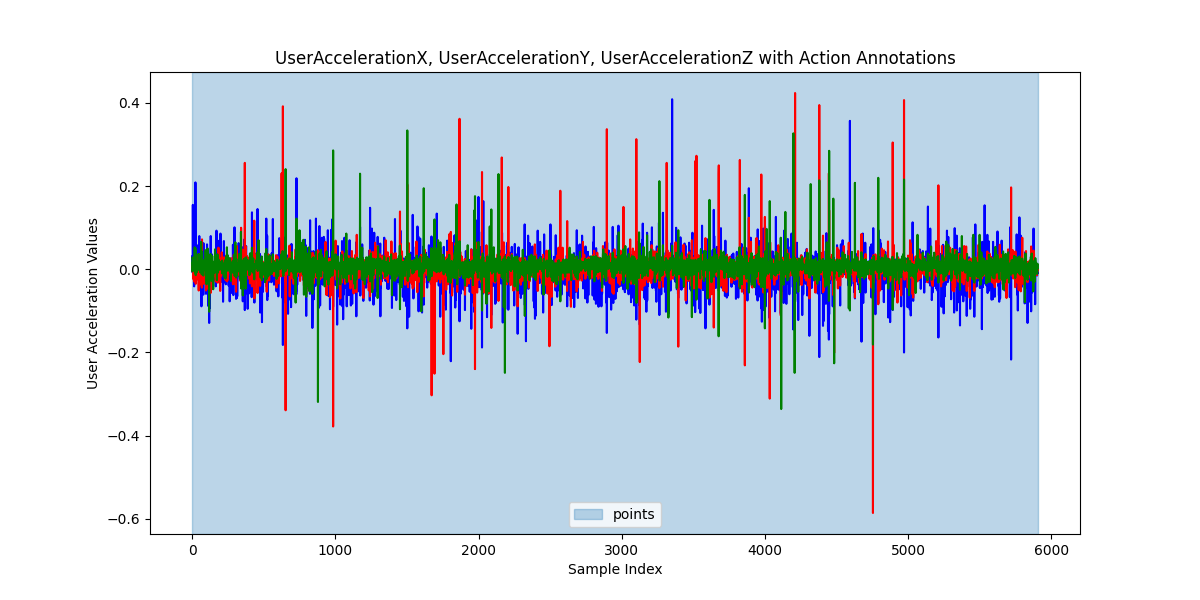 UserAccelerationX, UserAccelerationY, UserAccelerationZ with Action Annotations
User Acceleration Values
0.4
0.2
0.0
−0.2
−0.4
−0.6
points
0 1000 2000 3000 4000 5000 6000
Sample Index